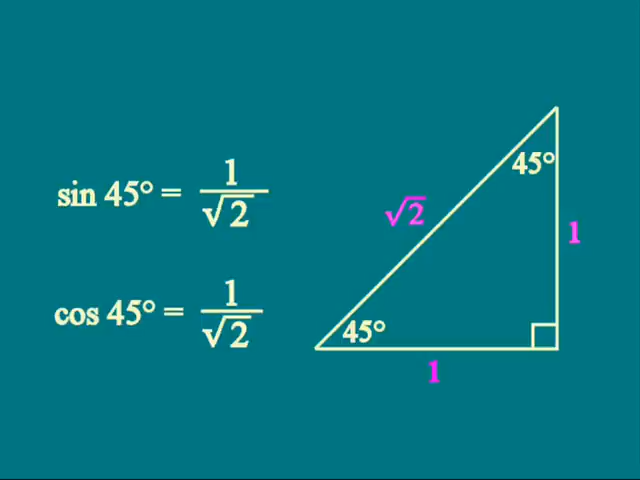 sin 45° = 1/√2
cos 45° = 1/√2
45°
√2
1
45°
1